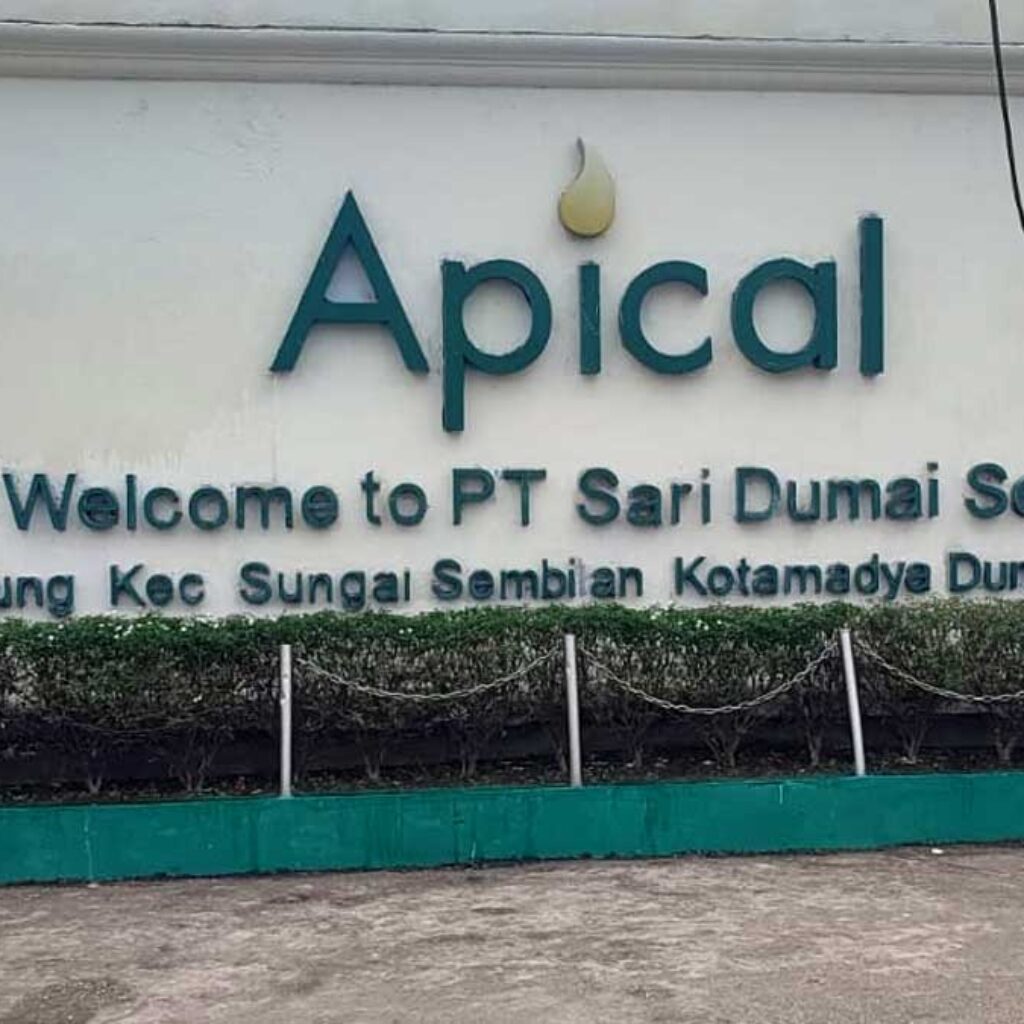 Apical
Welcome to PT Sari Dumai
Kec Sungai Sembilan Kotamadya